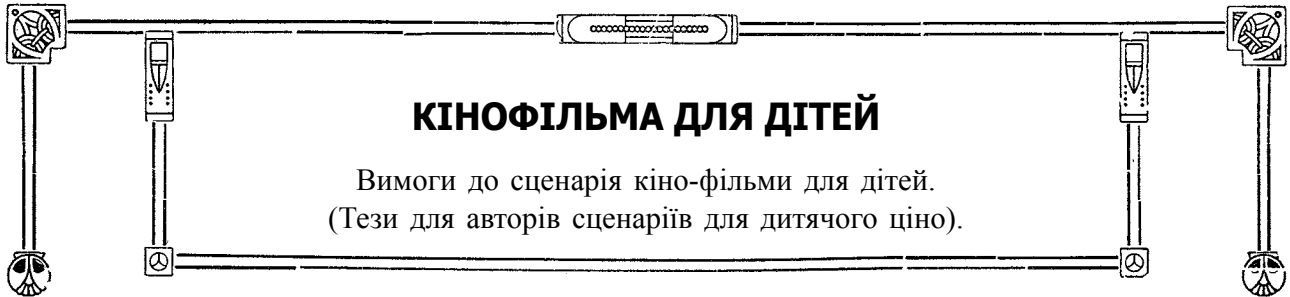 КІНОФІЛЬМА ДЛЯ ДІТЕЙ
Вимоги до сценарія кіно-фільми для дітей.
(Тези для авторів сценаріїв для дитячого ціно).